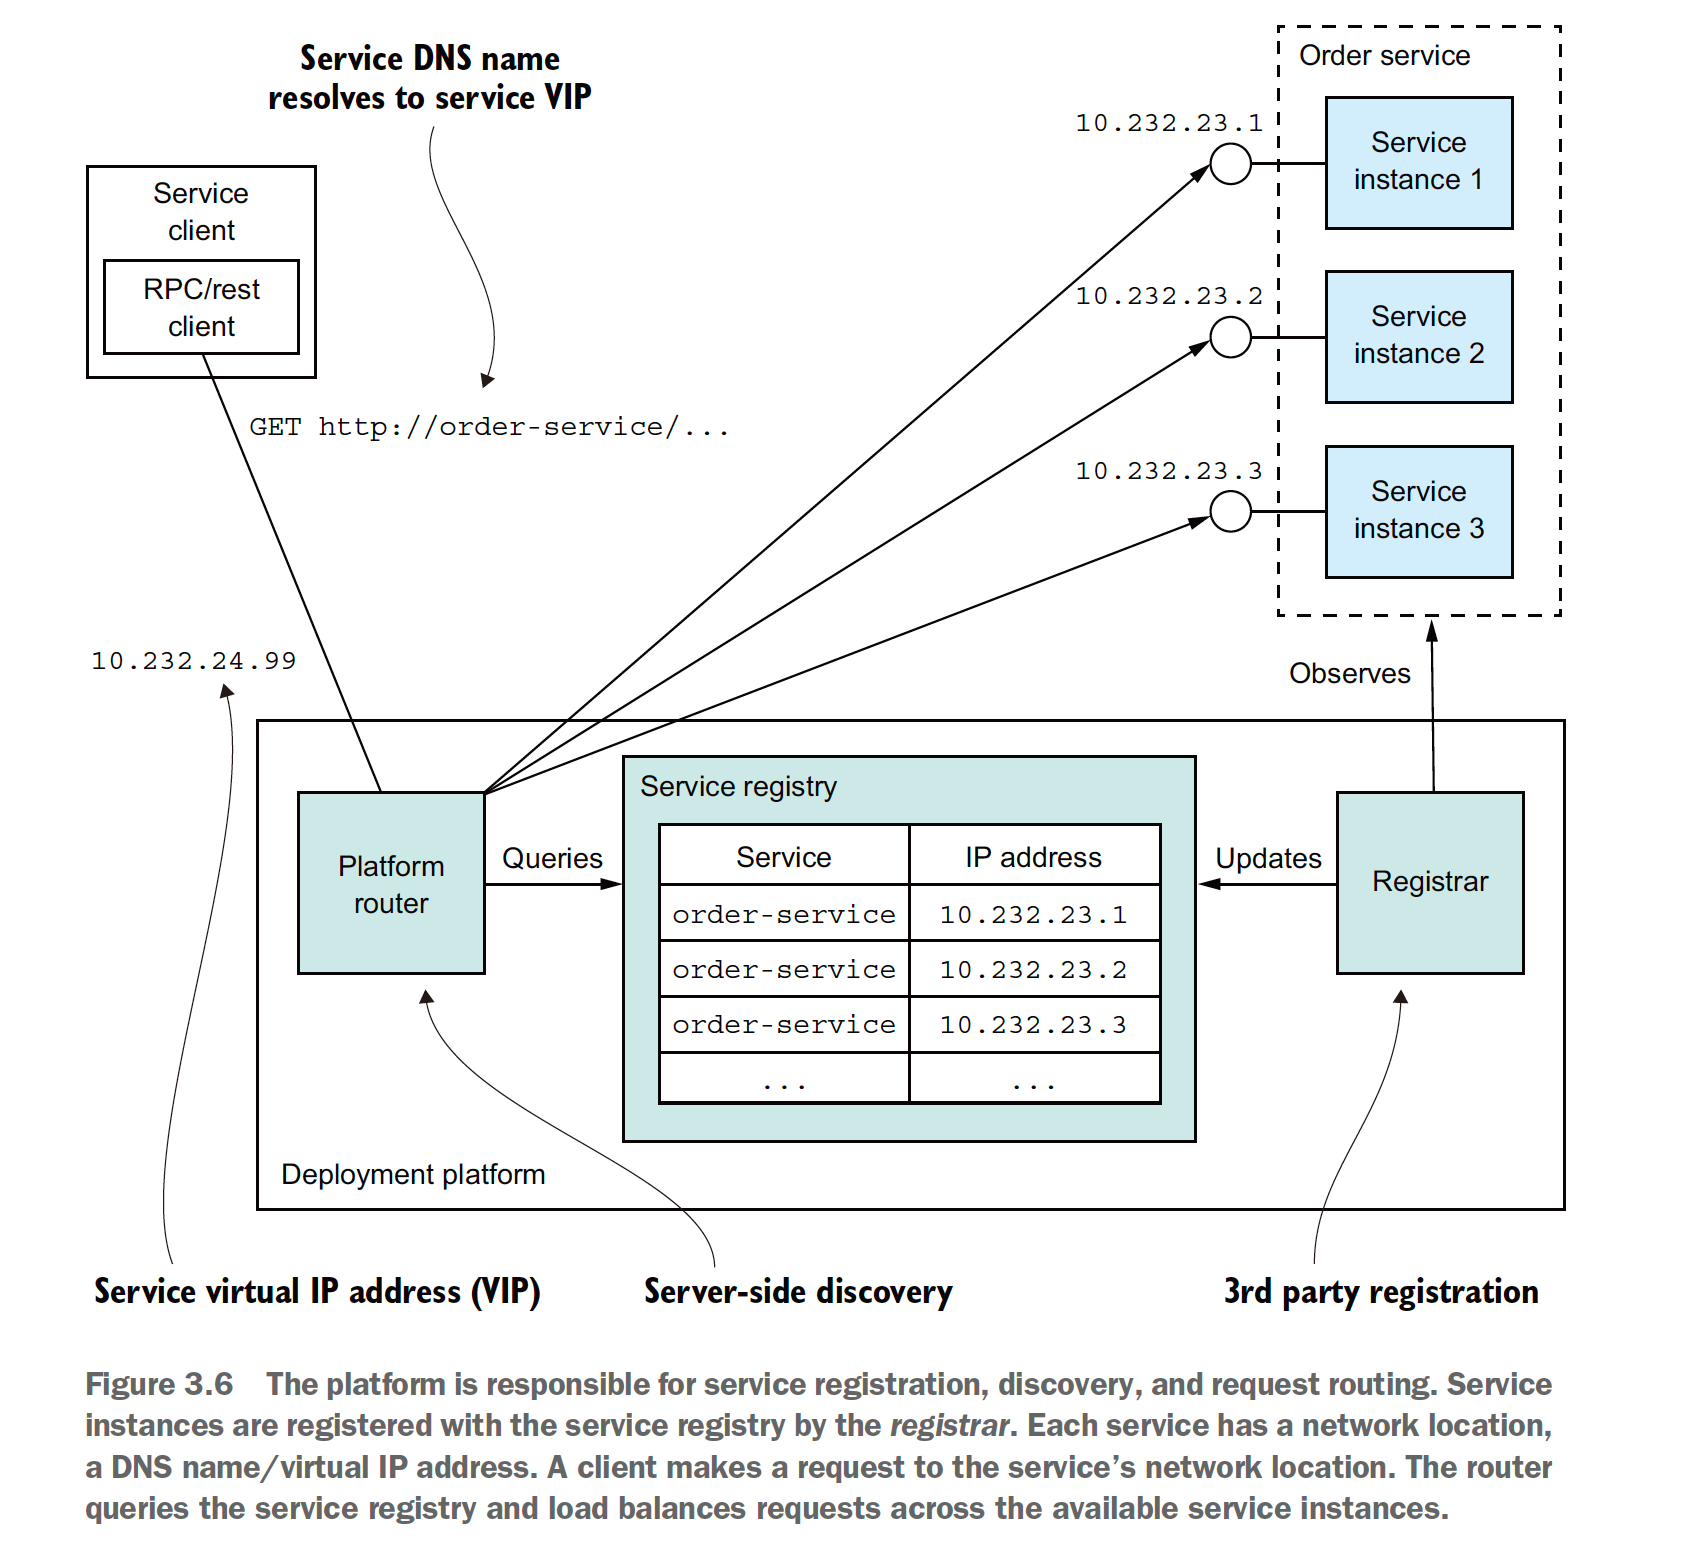 Service DNS name
resolves to service VIP
Order service
10.232.23.1
Service
instance 1
Service
client
RPC/rest
client
10.232.23.2
Service
instance 2
GET http://order-service/...
10.232.23.3
Service
instance 3
10.232.24.99
Observes
Service registry
Platform
router
Queries
Service IP address
order-service 10.232.23.1
order-service 10.232.23.2
order-service 10.232.23.3
... ...
Updates
Registrar
Deployment platform
Service virtual IP address (VIP)
Server-side discovery
3rd party registration
Figure 3.6 The platform is responsible for service registration, discovery, and request routing. Service
instances are registered with the service registry by the registrar. Each service has a network location,
a DNS name/virtual IP address. A client makes a request to the service's network location. The router
queries the service registry and load balances requests across the available service instances.